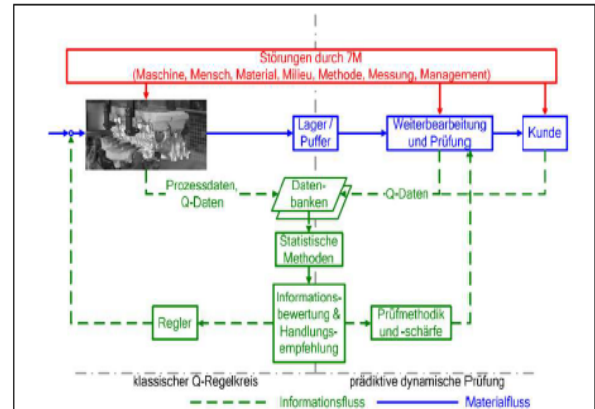 Störungen durch 7M
(Maschine, Mensch, Material, Milieu, Methode, Messung, Management)
Lager /
Puffer
Weiterbearbeitung
und Prüfung
Kunde
Prozessdaten,
Q-Daten
Daten-
banken
Q-Daten
Statistische
Methoden
Regler
Informations-
bewertung &
Handlungs-
empfehlung
Prüfmethodik
und -schärfe
klassischer Q-Regelkreis
prädiktive dynamische Prüfung
Informationsfluss
Materialfluss